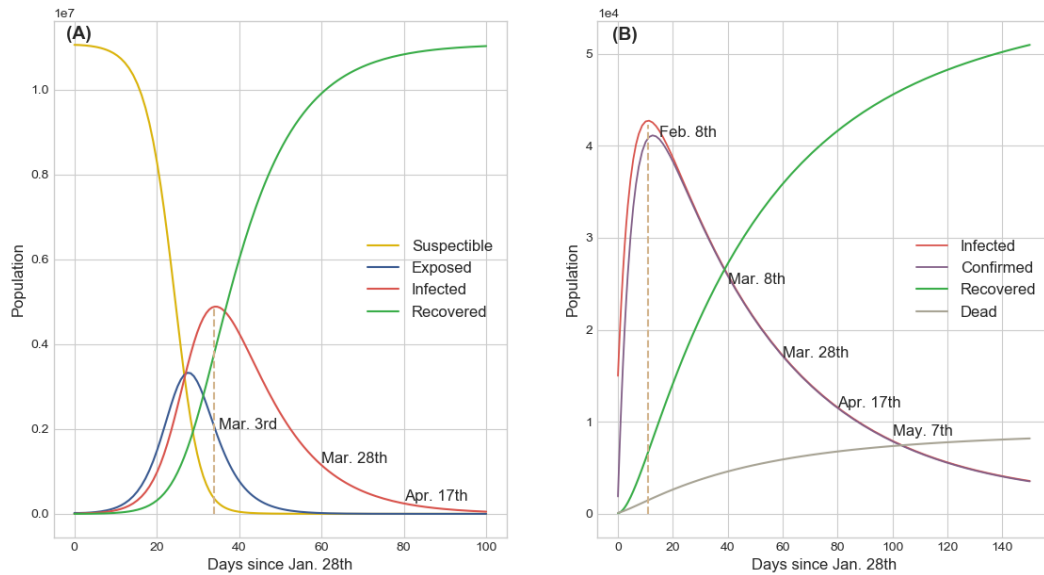 1e7
(A)
1.0
0.8
0.6
0.4
0.2
0.0
Population
Suspectible
Exposed
Infected
Recovered
Mar. 3rd
Mar. 28th
Apr. 17th
0 20 40 60 80 100
Days since Jan. 28th
1e4
(B)
5
4
3
2
1
0
Population
Feb. 8th
Infected
Confirmed
Recovered
Dead
Mar. 8th
Mar. 28th
Apr. 17th
May. 7th
0 20 40 60 80 100 120 140
Days since Jan. 28th